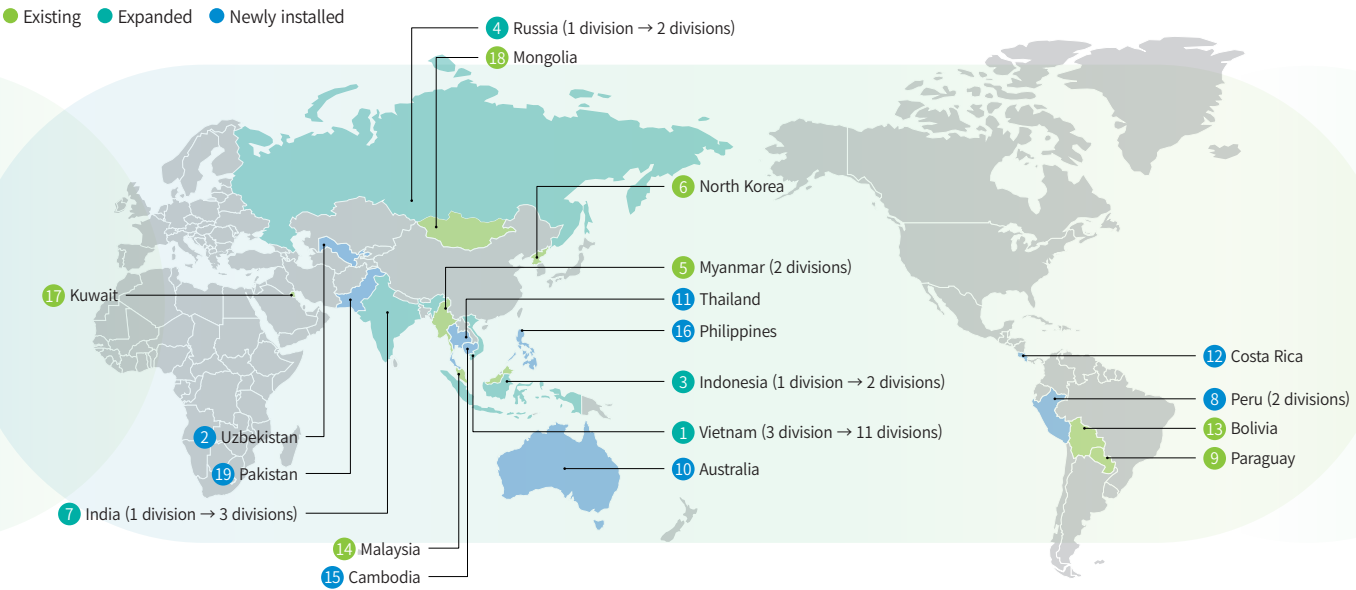 Existing Expanded Newly installed
4 Russia (1 division → 2 divisions)
18 Mongolia
6 North Korea
5 Myanmar (2 divisions)
17 Kuwait
11 Thailand
16 Philippines
12 Costa Rica
3 Indonesia (1 division → 2 divisions)
8 Peru (2 divisions)
13 Bolivia
1 Vietnam (3 division → 11 divisions)
2 Uzbekistan
9 Paraguay
10 Australia
19 Pakistan
7 India (1 division → 3 divisions)
14 Malaysia
15 Cambodia